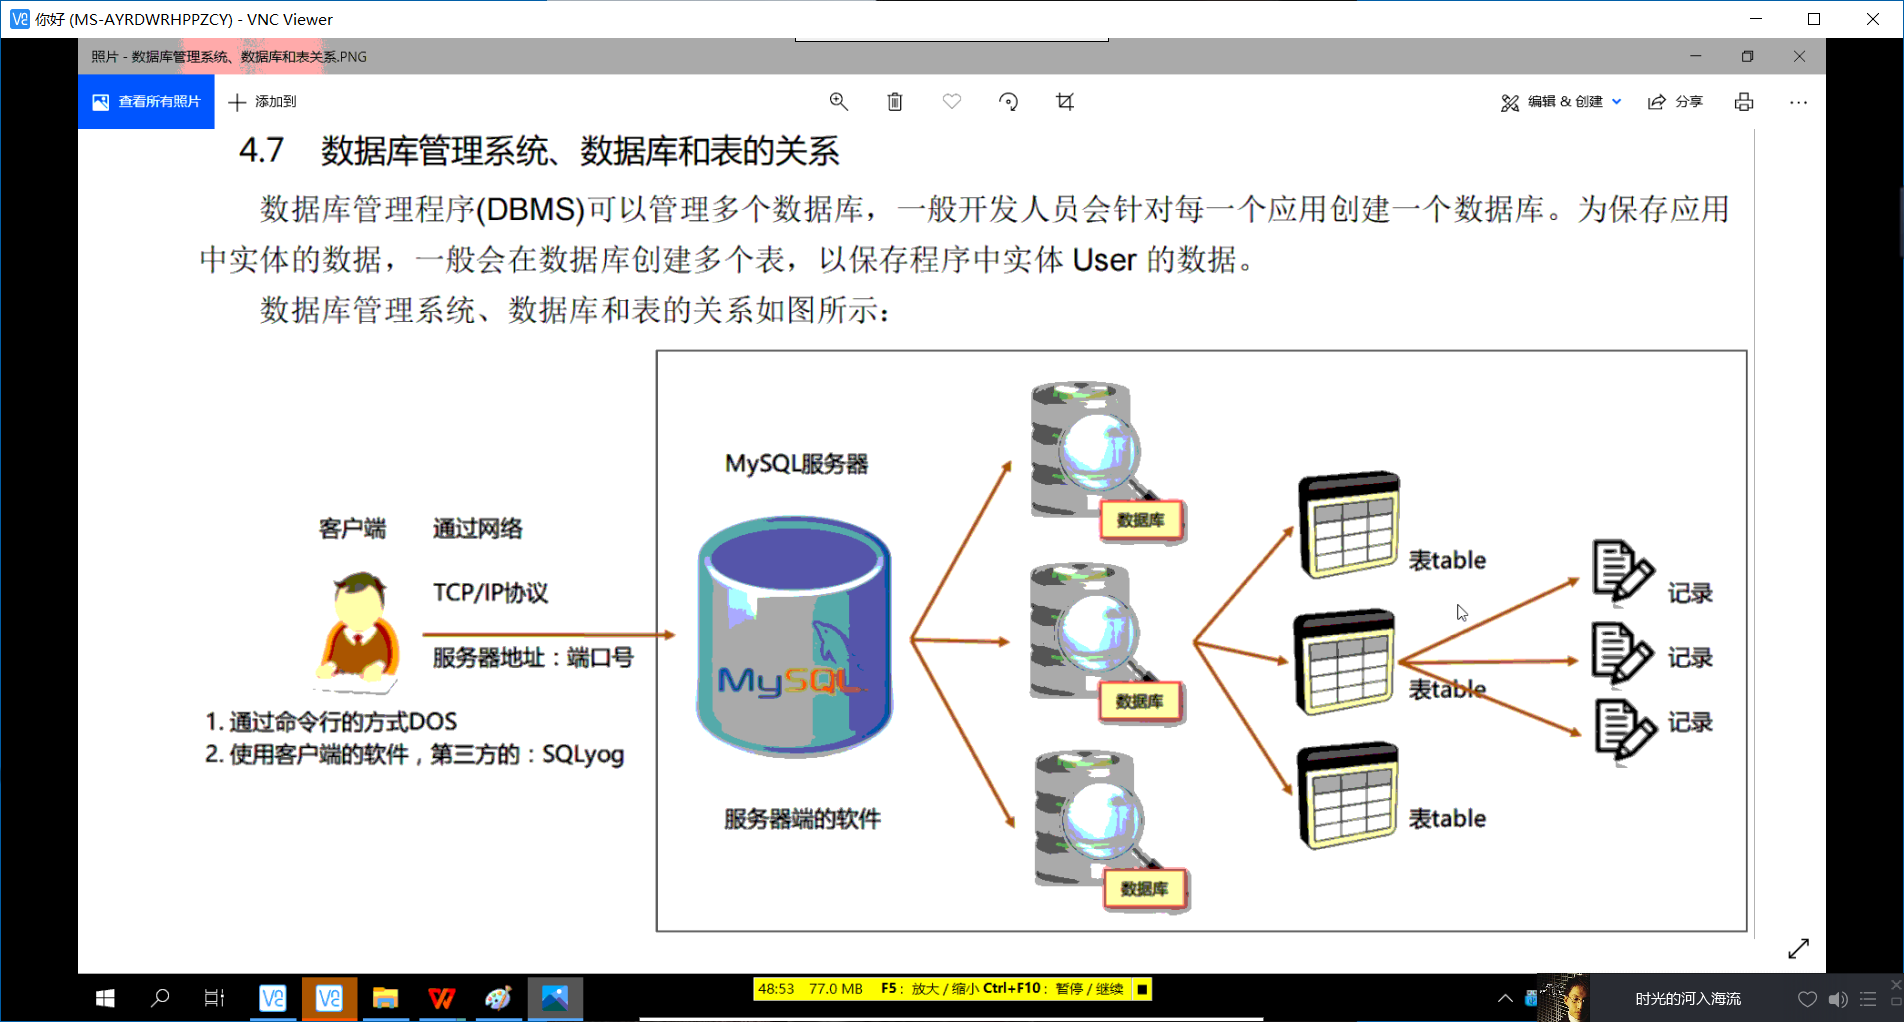 你好 (MS-AYRDWRHPPZCY) - VNC Viewer
照片 - 数据库管理系统、数据库和表关系.PNG
查看所有照片
添加到
编辑 & 创建
分享
4.7 数据库管理系统、数据库和表的关系
数据库管理程序(DBMS)可以管理多个数据库，一般开发人员会针对每一个应用创建一个数据库。为保存应用
中实体的数据，一般会在数据库创建多个表，以保存程序中实体 User 的数据。
数据库管理系统、数据库和表的关系如图所示：
MySQL服务器
客户端
通过网络
TCP/IP协议
服务器地址：端口号
1. 通过命令行的方式DOS
2. 使用客户端的软件，第三方的：SQLyog
MySQL
服务器端的软件
数据库
数据库
数据库
表table
表table
表table
记录
记录
记录
48:53 77.0 MB F5：放大 / 缩小 Ctrl+F10：暂停 / 继续
时光的河入海流